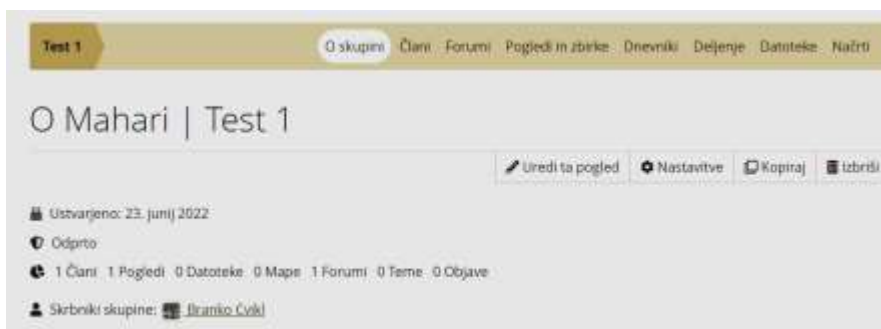 Test 1
O skupini Člani Forumi Pogledi in zbirke Dnevniki Deljenje Datoteke Načrti
O Mahari | Test 1
Uredi ta pogled Nastavitve Kopiraj Izbriši
Ustvarjeno: 23. junij 2022
Odprto
1 Člani 1 Pogledi 0 Datoteke 0 Mape 1 Forumi 0 Teme 0 Objave
Skrbniki skupine: Branko Cvikl